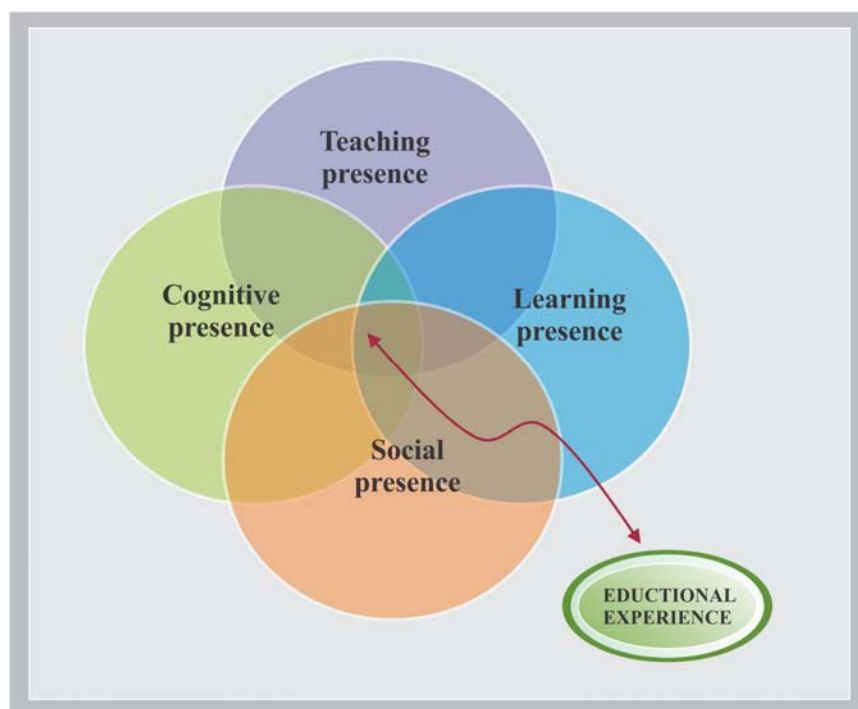 Teaching
presence
Cognitive
presence
Learning
presence
Social
presence
EDUCTIONAL
EXPERIENCE